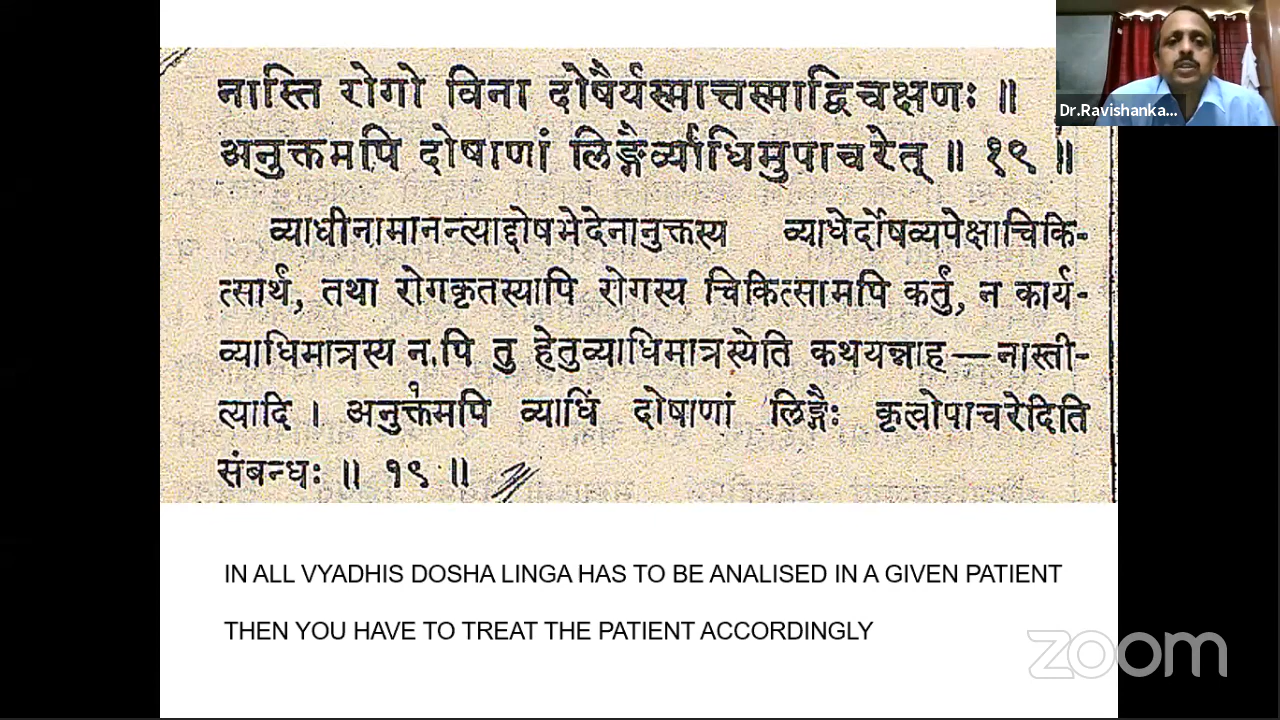 नास्ति रोगो विना दोषैर्यस्मात्तस्माद्विचक्षणः ॥
अनुक्तमपि दोषाणां लिङ्गैर्व्याधिमुपाचरेत् ॥ १९ ॥
व्याधीनामानन्त्याद्दोषभेदेनानुक्तस्य व्याधेर्दोषव्यपेक्षाचिकि-
त्सार्थं, तथा रोगकृतस्यापि रोगस्य चिकित्सामपि कर्तुं, न कार्य-
व्याधिमात्रस्य न.पि तु हेतुव्याधिमात्रस्येति कथयन्नाह — नास्ती-
त्यादि । अनुक्तमपि व्याधिं दोषाणां लिङ्गैः कृत्वोपाचरेदिति
संबन्धः ॥ १९ ॥
IN ALL VYADHIS DOSHA LINGA HAS TO BE ANALISED IN A GIVEN PATIENT
THEN YOU HAVE TO TREAT THE PATIENT ACCORDINGLY
Dr.Ravishanka...
zoom